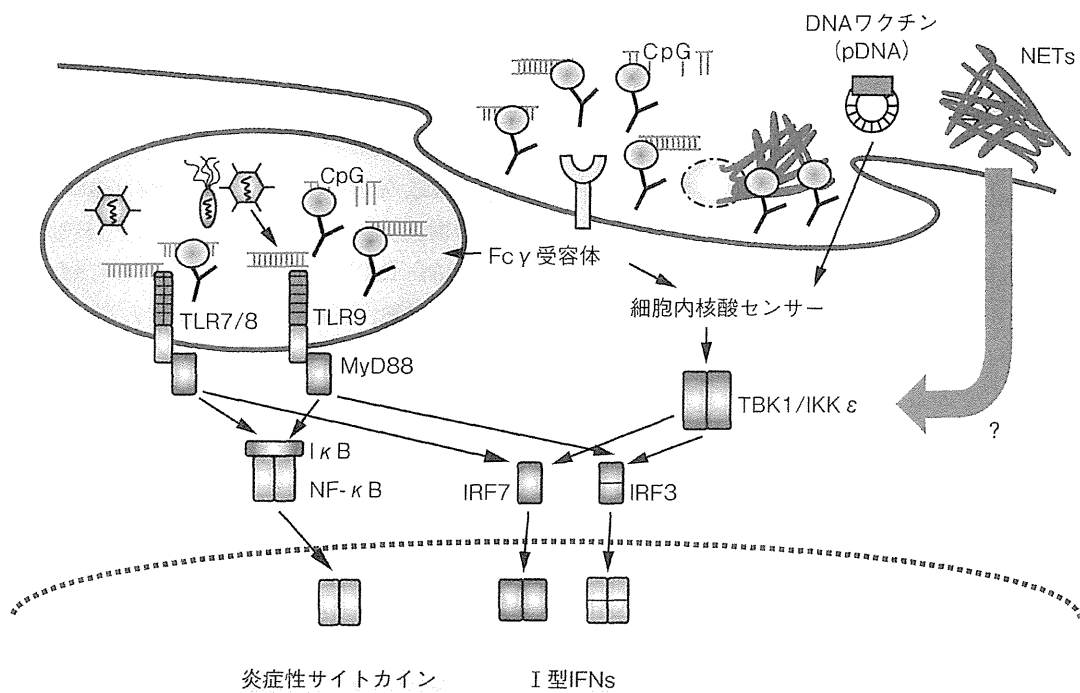 DNAワクチン
(pDNA)
NETs
CpG
CpG
Fcγ受容体
細胞内核酸センサー
TLR7/8
TLR9
MyD88
TBK1/IKKε
?
IκB
NF-κB
IRF7
IRF3
炎症性サイトカイン
Ⅰ型IFNs